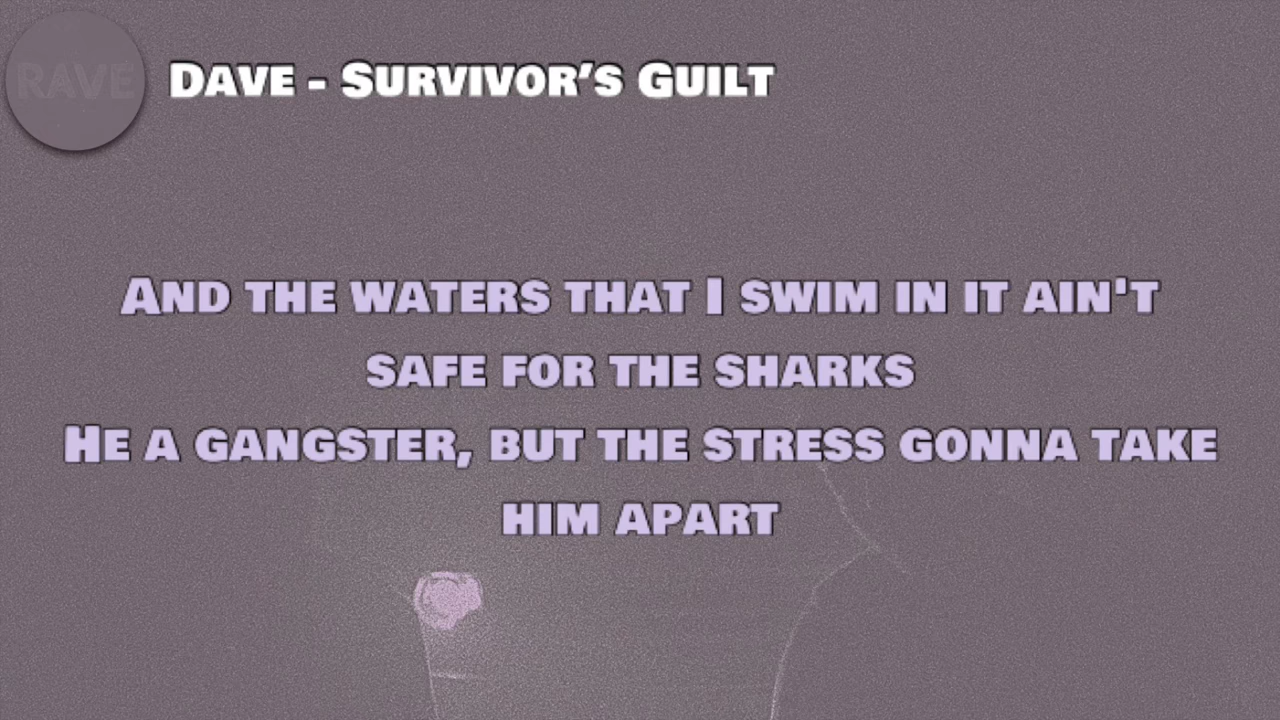 RAVE
Dave - Survivor's Guilt
And the waters that I swim in it ain't
safe for the sharks
He a gangster, but the stress gonna take
him apart